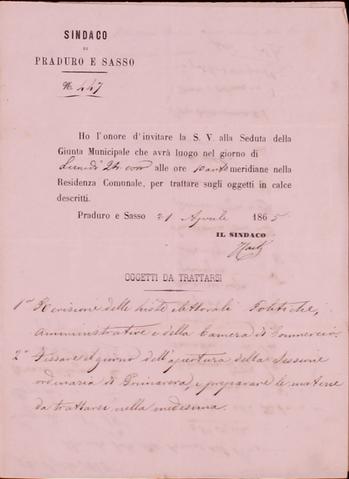 SINDACO
DI
PRADURO E SASSO
N. 447
Ho l'onore d'invitare la S. V. alla Seduta della
Giunta Municipale che avrà luogo nel giorno di
Lunedì 24 corr alle ore meridiane nella
Residenza Comunale, per trattare sugli oggetti in calce
descritti.
Praduro e Sasso 21 Aprile 1865
IL SINDACO
OGGETTI DA TRATTARSI
1° Revisione delle liste elettorali Politiche,
Amministrative e della Camera di Commercio.
2° Fissare il giorno dell'apertura della Sessione
ordinaria di Primavera, e preparare le materie
da trattarsi nella medesima.